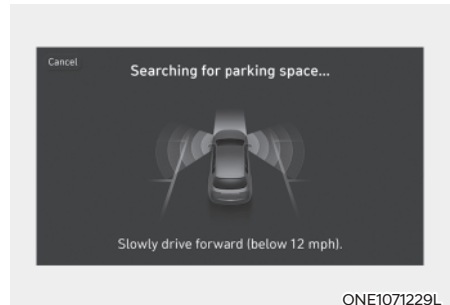 Cancel
Searching for parking space...
Slowly drive forward (below 12 mph).
ONE1071229L